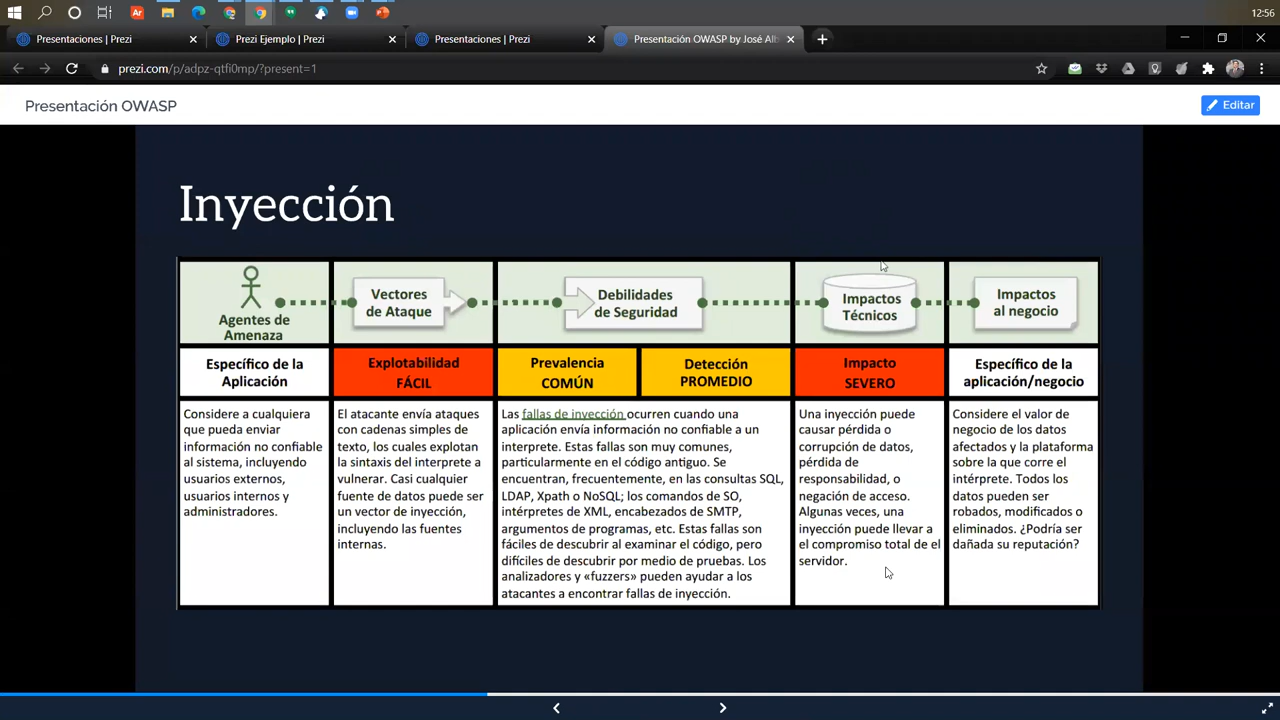 12:56
Presentaciones | Prezi
Prezi Ejemplo | Prezi
Presentaciones | Prezi
Presentación OWASP by José Alb
prezi.com/p/adpz-qtfi0mp/?present=1
Presentación OWASP
Editar
Inyección
Agentes de
Amenaza
Vectores
de Ataque
Debilidades
de Seguridad
Impactos
Técnicos
Impactos
al negocio
Específico de la
Aplicación
Explotabilidad
FÁCIL
Prevalencia
COMÚN
Detección
PROMEDIO
Impacto
SEVERO
Específico de la
aplicación/negocio
Considere a cualquiera
que pueda enviar
información no confiable
al sistema, incluyendo
usuarios externos,
usuarios internos y
administradores.
El atacante envía ataques
con cadenas simples de
texto, los cuales explotan
la sintaxis del interprete a
vulnerar. Casi cualquier
fuente de datos puede ser
un vector de inyección,
incluyendo las fuentes
internas.
Las fallas de inyección ocurren cuando una
aplicación envía información no confiable a un
interprete. Estas fallas son muy comunes,
particularmente en el código antiguo. Se
encuentran, frecuentemente, en las consultas SQL,
LDAP, Xpath o NoSQL; los comandos de SO,
intérpretes de XML, encabezados de SMTP,
argumentos de programas, etc. Estas fallas son
fáciles de descubrir al examinar el código, pero
difíciles de descubrir por medio de pruebas. Los
analizadores y «fuzzers» pueden ayudar a los
atacantes a encontrar fallas de inyección.
Una inyección puede
causar pérdida o
corrupción de datos,
pérdida de
responsabilidad, o
negación de acceso.
Algunas veces, una
inyección puede llevar a
el compromiso total de el
servidor.
Considere el valor de
negocio de los datos
afectados y la plataforma
sobre la que corre el
intérprete. Todos los
datos pueden ser
robados, modificados o
eliminados. ¿Podría ser
dañada su reputación?